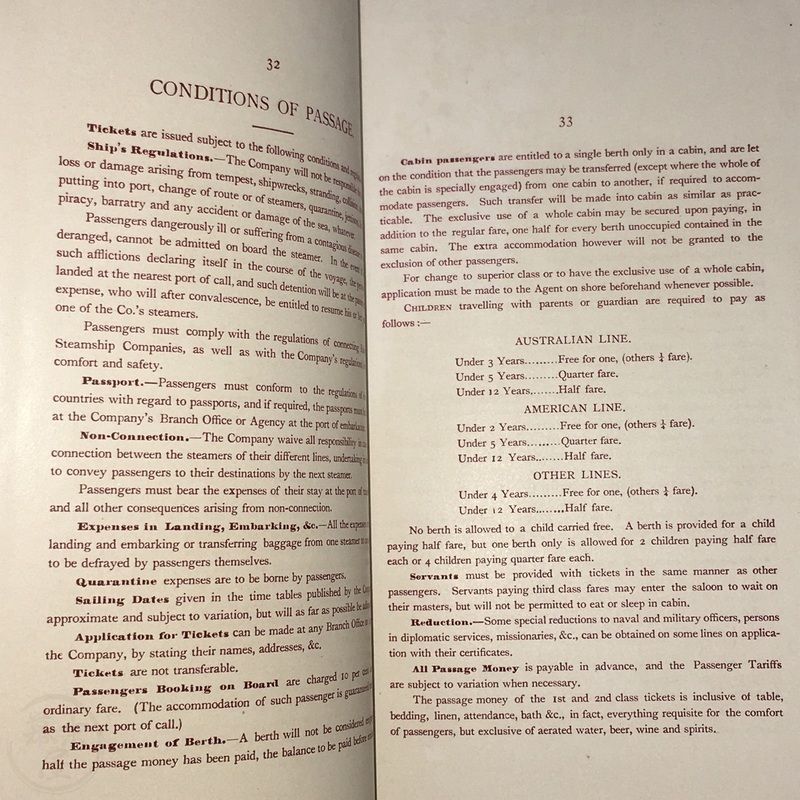 32
CONDITIONS OF PASSAGE
Tickets are issued subject to the following conditions and
Ship's Regulations.—The Company will not be responsible for
loss or damage arising from tempest, shipwrecks, stranding,
putting into port, change of route or of steamers, quarantine,
piracy, barratry and any accident or damage of the sea, whatever
Passengers dangerously ill or suffering from a contagious disease
deranged, cannot be admitted on board the steamer. In the event
such afflictions declaring itself in the course of the voyage, the
landed at the nearest port of call, and such detention will be at the
expense, who will after convalescence, be entitled to resume his or her
one of the Co.'s steamers.
Passengers must comply with the regulations of connecting
Steamship Companies, as well as with the Company's regulations
comfort and safety.
Passport.—Passengers must conform to the regulations of
countries with regard to passports, and if required, the passports must
at the Company's Branch Office or Agency at the port of embarkation
Non-Connection.—The Company waive all responsibility
connection between the steamers of their different lines, undertaking
to convey passengers to their destinations by the next steamer.
Passengers must bear the expenses of their stay at the port of
and all other consequences arising from non-connection.
Expenses in Landing, Embarking, &c.—All the expenses
landing and embarking or transferring baggage from one steamer to
to be defrayed by passengers themselves.
Quarantine expenses are to be borne by passengers.
Sailing Dates given in the time tables published by the
approximate and subject to variation, but will as far as possible be
Application for Tickets can be made at any Branch Office or
the Company, by stating their names, addresses, &c.
Tickets are not transferable.
Passengers Booking on Board are charged 10 per cent
ordinary fare. (The accommodation of such passenger is guaranteed
as the next port of call.)
Engagement of Berth.—A berth will not be considered
half the passage money has been paid, the balance to be paid before
33
Cabin passengers are entitled to a single berth only in a cabin, and are let
on the condition that the passengers may be transferred (except where the whole of
the cabin is specially engaged) from one cabin to another, if required to accom-
modate passengers. Such transfer will be made into cabin as similar as prac-
ticable. The exclusive use of a whole cabin may be secured upon paying, in
addition to the regular fare, one half for every berth unoccupied contained in the
same cabin. The extra accommodation however will not be granted to the
exclusion of other passengers.
For change to superior class or to have the exclusive use of a whole cabin,
application must be made to the Agent on shore beforehand whenever possible.
CHILDREN travelling with parents or guardian are required to pay as
follows:—
AUSTRALIAN LINE.
Under 3 Years.........Free for one, (others ¼ fare).
Under 5 Years.........Quarter fare.
Under 12 Years........Half fare.
AMERICAN LINE.
Under 2 Years.........Free for one, (others ¼ fare).
Under 5 Years.........Quarter fare.
Under 12 Years........Half fare.
OTHER LINES.
Under 4 Years.........Free for one, (others ¼ fare).
Under 12 Years........Half fare.
No berth is allowed to a child carried free. A berth is provided for a child
paying half fare, but one berth only is allowed for 2 children paying half fare
each or 4 children paying quarter fare each.
Servants must be provided with tickets in the same manner as other
passengers. Servants paying third class fares may enter the saloon to wait on
their masters, but will not be permitted to eat or sleep in cabin.
Reduction.—Some special reductions to naval and military officers, persons
in diplomatic services, missionaries, &c., can be obtained on some lines on applica-
tion with their certificates.
All Passage Money is payable in advance, and the Passenger Tariffs
are subject to variation when necessary.
The passage money of the 1st and 2nd class tickets is inclusive of table,
bedding, linen, attendance, bath &c., in fact, everything requisite for the comfort
of passengers, but exclusive of aerated water, beer, wine and spirits.